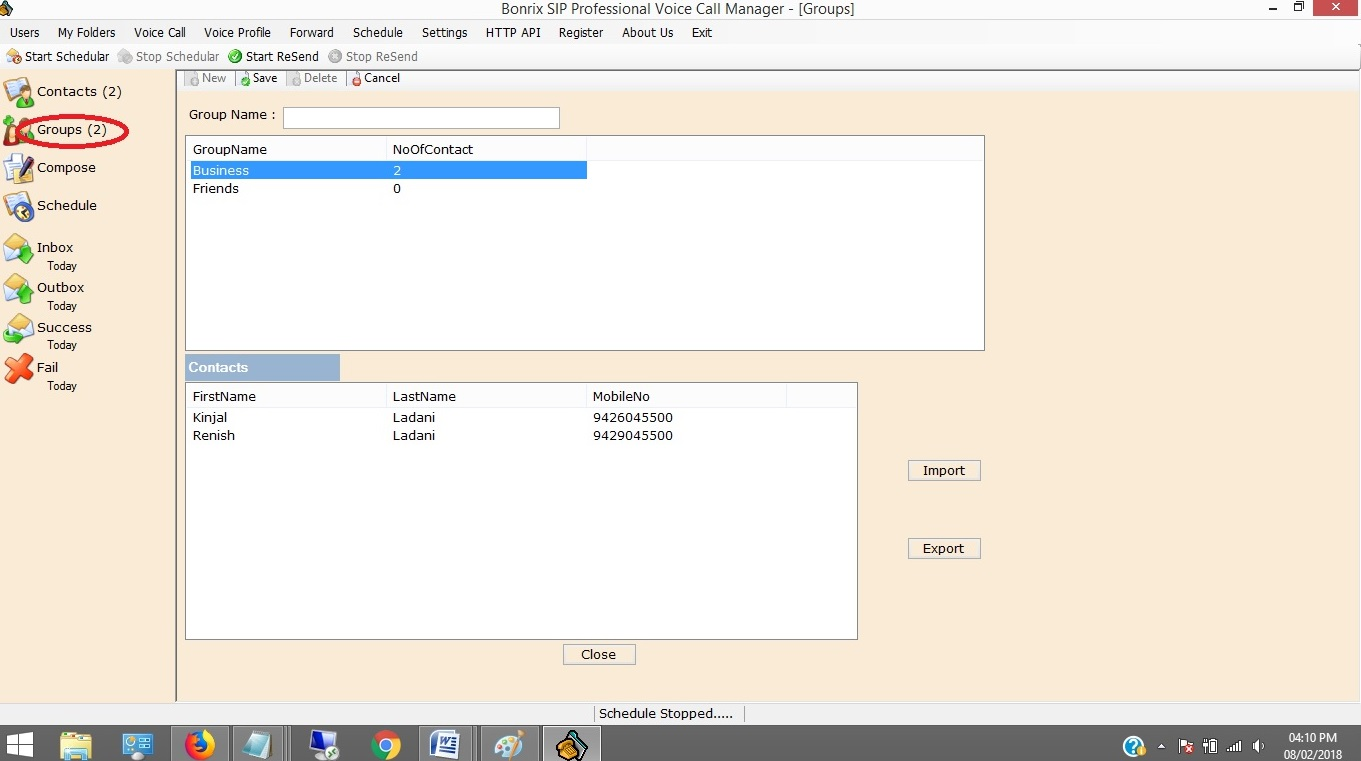 Bonrix SIP Professional Voice Call Manager - [Groups]
Users My Folders Voice Call Voice Profile Forward Schedule Settings HTTP API Register About Us Exit
Start Schedular Stop Schedular Start ReSend Stop ReSend
New Save Delete Cancel
Contacts (2)
Groups (2)
Compose
Schedule
Inbox
Today
Outbox
Today
Success
Today
Fail
Today
Group Name :
GroupName NoOfContact
Business 2
Friends 0
Contacts
FirstName LastName MobileNo
Kinjal Ladani 9426045500
Renish Ladani 9429045500
Import
Export
Close
Schedule Stopped.....
04:10 PM
08/02/2018